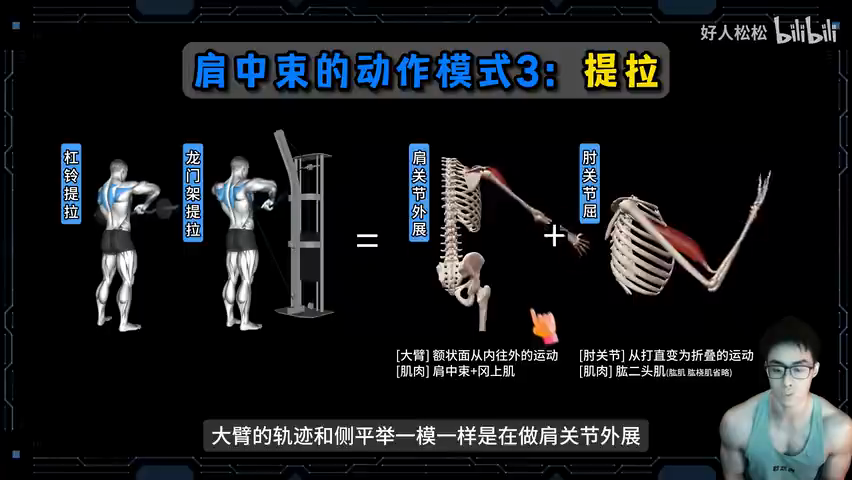 好人松松 bilibili
肩中束的动作模式3：提拉
杠铃提拉
龙门架提拉
肩关节外展
肘关节屈
=
+
[大臂] 额状面从内往外的运动
[肌肉] 肩中束+冈上肌
[肘关节] 从打直变为折叠的运动
[肌肉] 肱二头肌(肱肌 肱桡肌省略)
大臂的轨迹和侧平举一模一样是在做肩关节外展